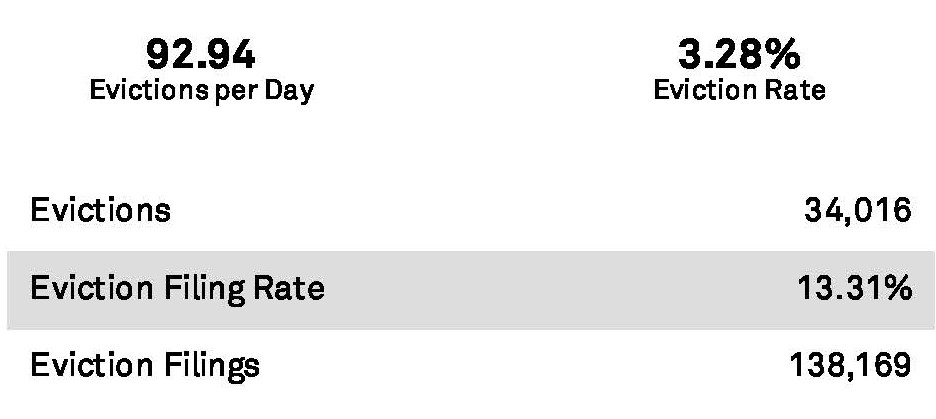 92.94
Evictions per Day
3.28%
Eviction Rate
Evictions 34,016
Eviction Filing Rate 13.31%
Eviction Filings 138,169